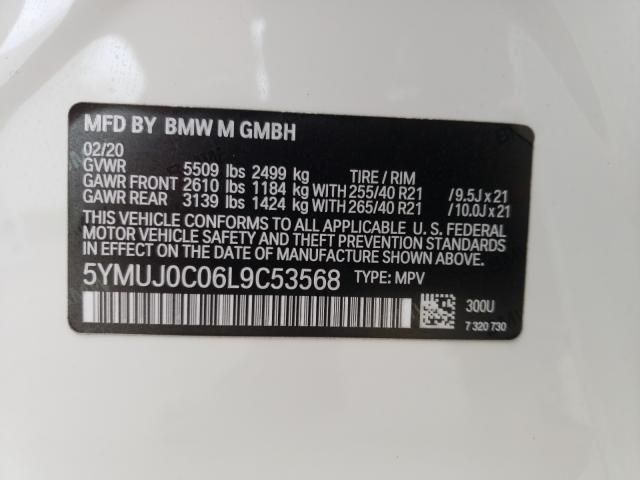 MFD BY BMW M GMBH
02/20
GVWR 5509 lbs 2499 kg TIRE / RIM
GAWR FRONT 2610 lbs 1184 kg WITH 255/40 R21 /9.5J x 21
GAWR REAR 3139 lbs 1424 kg WITH 265/40 R21 /10.0J x 21
THIS VEHICLE CONFORMS TO ALL APPLICABLE U. S. FEDERAL
MOTOR VEHICLE SAFETY AND THEFT PREVENTION STANDARDS
IN EFFECT ON THE DATE OF MANUFACTURE SHOWN ABOVE.
5YMUJ0C06L9C53568 TYPE: MPV
300U
7 320 730